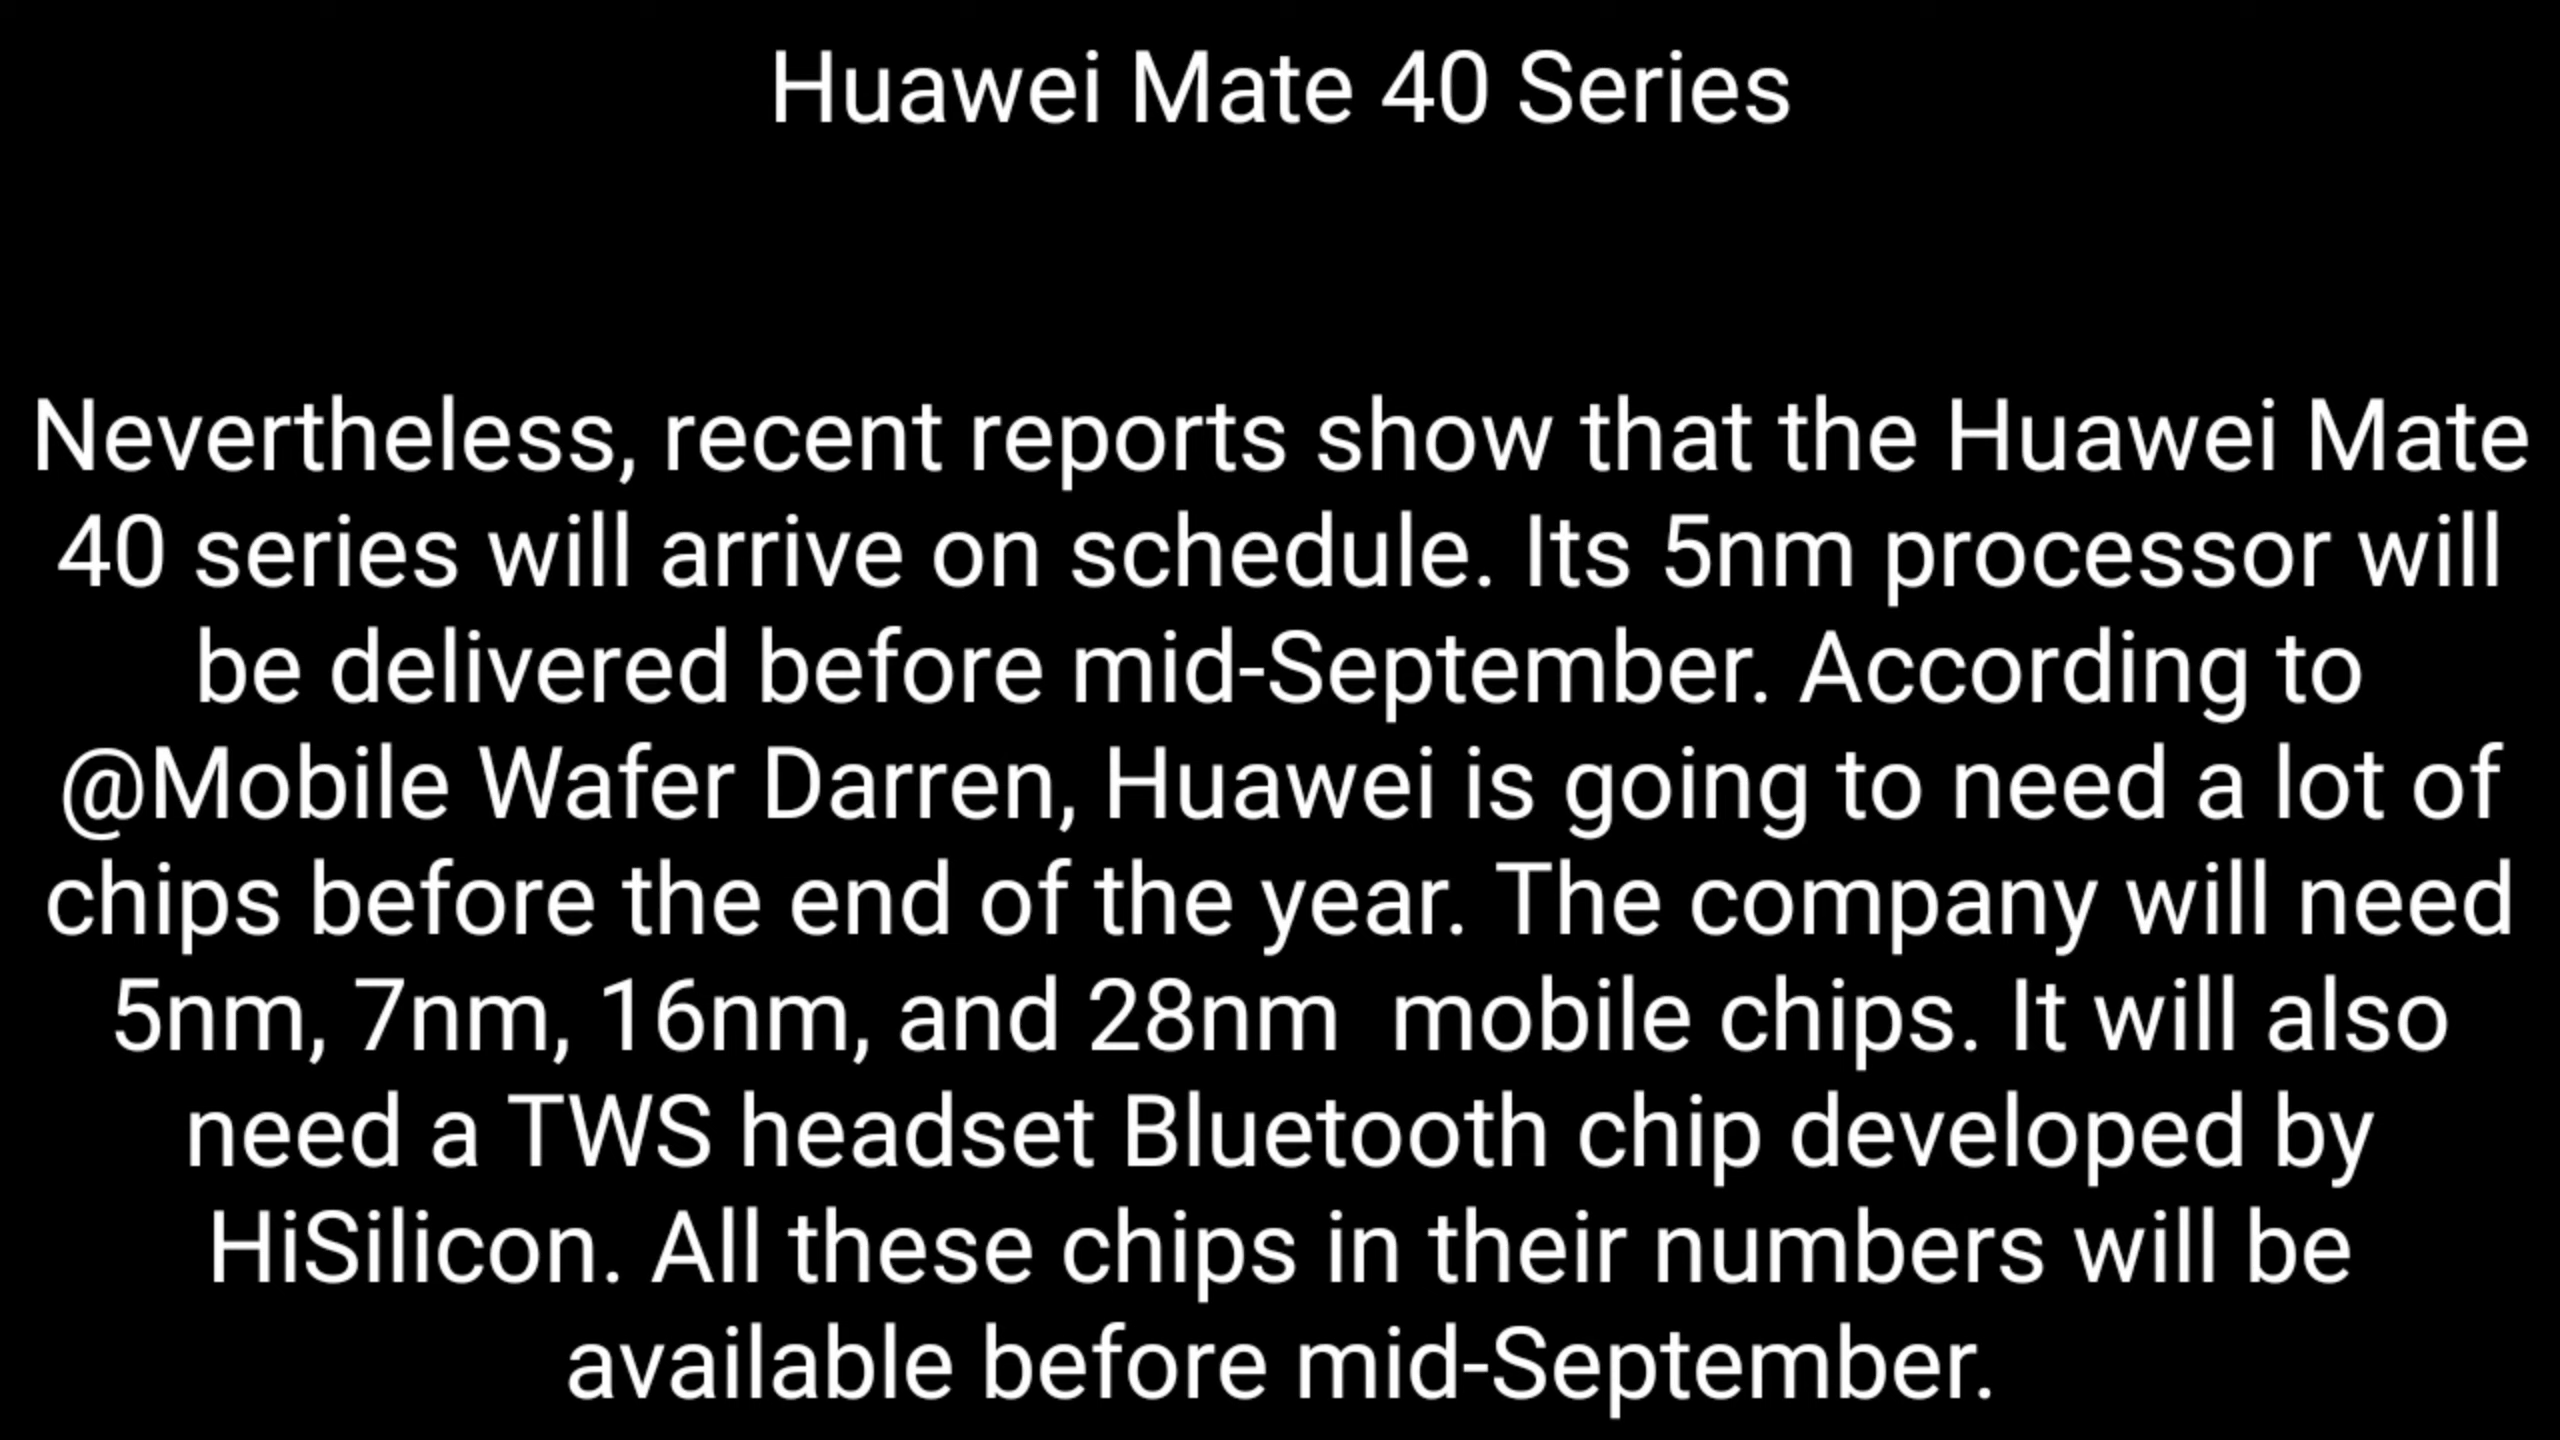 Huawei Mate 40 Series
Nevertheless, recent reports show that the Huawei Mate
40 series will arrive on schedule. Its 5nm processor will
be delivered before mid-September. According to
@Mobile Wafer Darren, Huawei is going to need a lot of
chips before the end of the year. The company will need
5nm, 7nm, 16nm, and 28nm  mobile chips. It will also
need a TWS headset Bluetooth chip developed by
HiSilicon. All these chips in their numbers will be
available before mid-September.